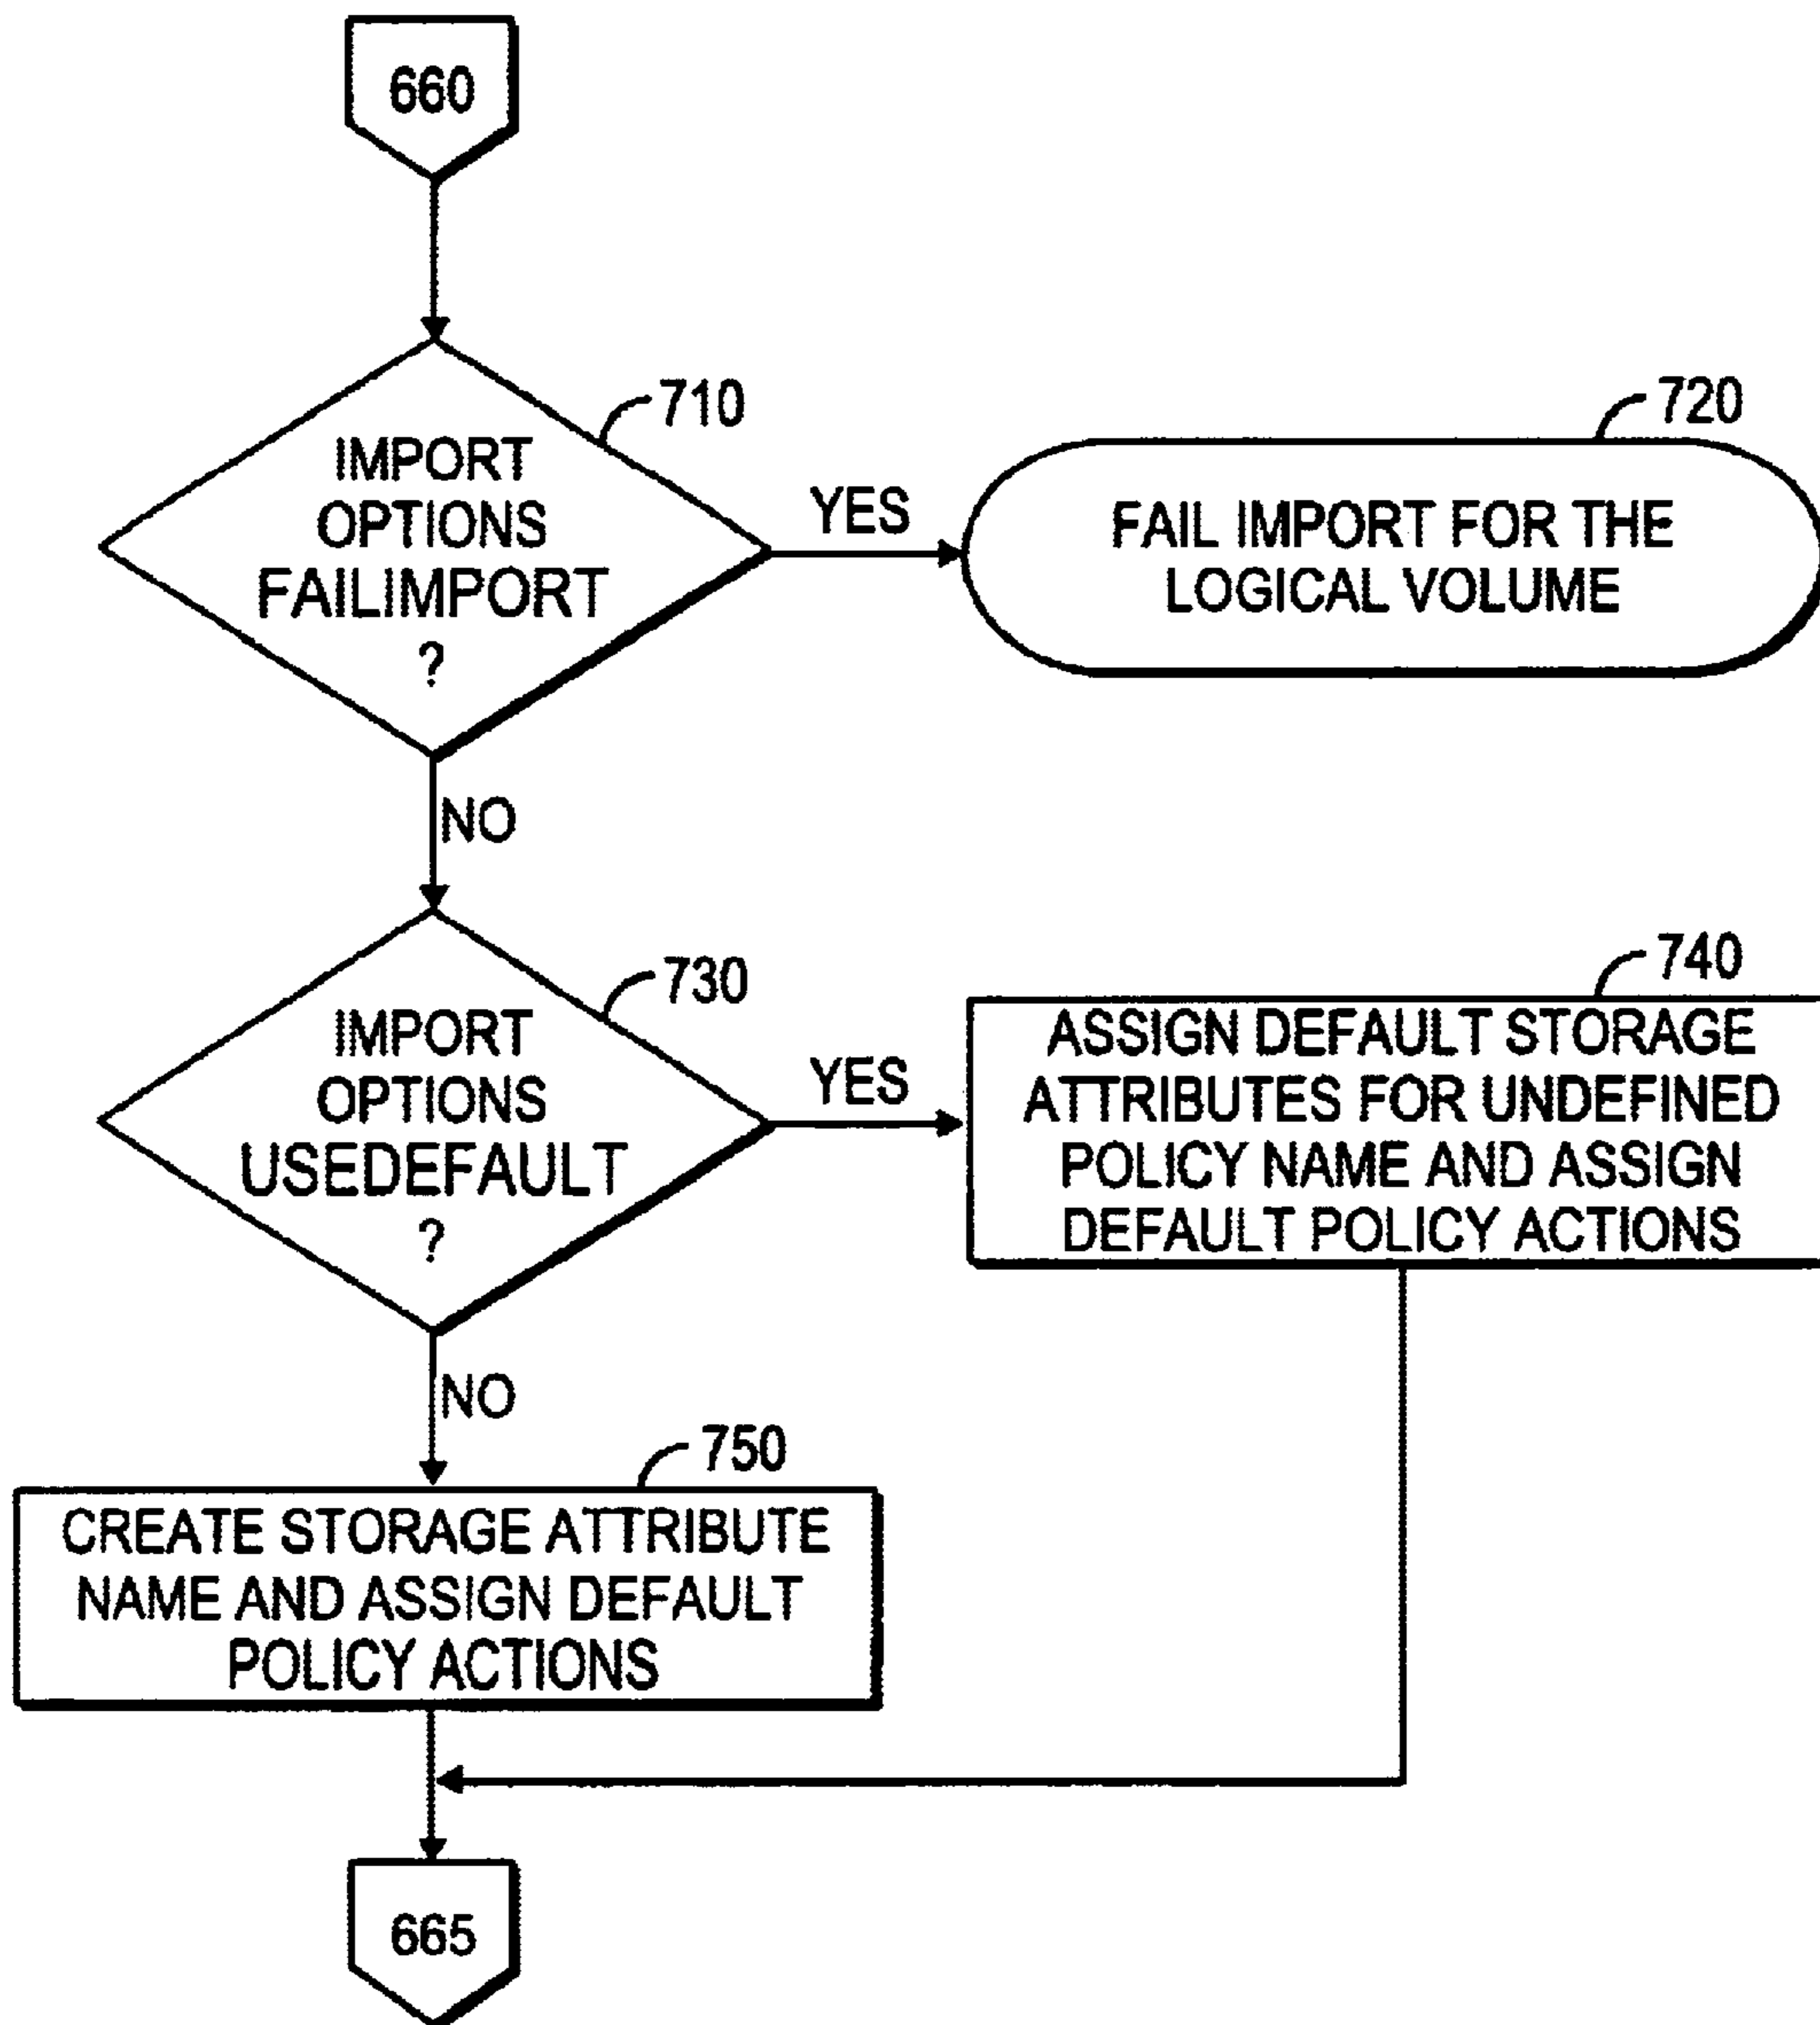 660
710
IMPORT
OPTIONS
FAILIMPORT
?
YES
720
FAIL IMPORT FOR THE
LOGICAL VOLUME
NO
730
IMPORT
OPTIONS
USEDEFAULT
?
YES
740
ASSIGN DEFAULT STORAGE
ATTRIBUTES FOR UNDEFINED
POLICY NAME AND ASSIGN
DEFAULT POLICY ACTIONS
NO
750
CREATE STORAGE ATTRIBUTE
NAME AND ASSIGN DEFAULT
POLICY ACTIONS
665